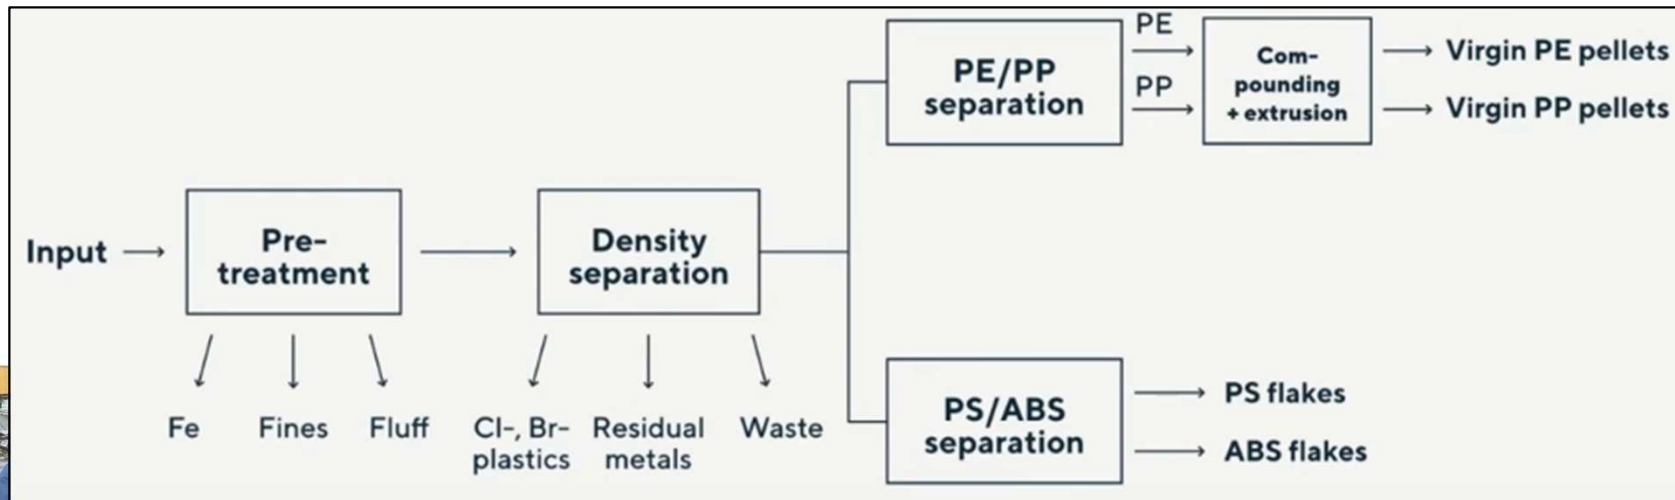 PE
PP
PE/PP
separation
Com-
pounding
+ extrusion
Virgin PE pellets
Virgin PP pellets
Input
Pre-
treatment
Density
separation
Fe
Fines
Fluff
Cl-, Br-
plastics
Residual
metals
Waste
PS/ABS
separation
PS flakes
ABS flakes